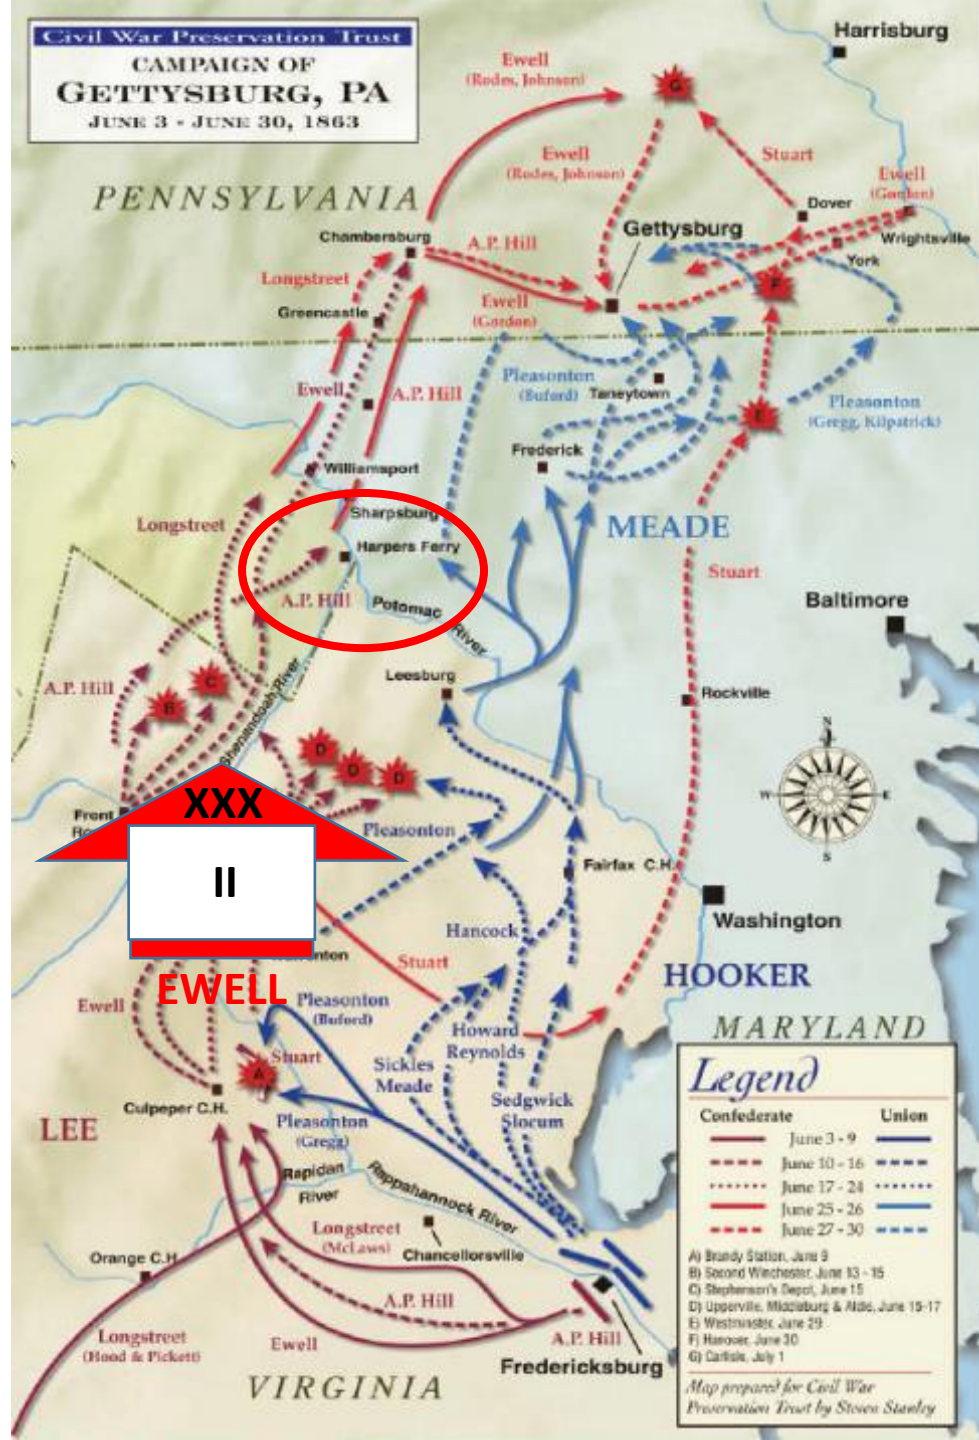 Civil War Preservation Trust
CAMPAIGN OF
GETTYSBURG, PA
JUNE 3 - JUNE 30, 1863
Harrisburg
Ewell
(Rodes, Johnson)
G
PENNSYLVANIA
Ewell
(Rodes, Johnson)
Stuart
Ewell
(Gordon)
Dover
Gettysburg
Wrightsville
Chambersburg
A.P. Hill
York
Longstreet
F
Greencastle
Ewell
(Gordon)
Ewell
A.P. Hill
Pleasonton
(Buford)
Taneytown
Pleasonton
(Gregg, Kilpatrick)
E
Frederick
Williamsport
Longstreet
Sharpsburg
MEADE
Harpers Ferry
Stuart
A.P. Hill
Potomac
River
Baltimore
Leesburg
A.P. Hill
C
B
Shenandoah River
Rockville
N
D
D
D
W
E
S
XXX
Front
Pleasonton
II
Fairfax C.H.
Washington
Hancock
Stuart
HOOKER
EWELL
Ewell
Pleasonton
(Buford)
MARYLAND
Howard
Reynolds
Stuart
A
Sickles
Meade
Sedgwick
Slocum
Culpeper C.H.
LEE
Pleasonton
(Gregg)
Rapidan
River
Rappahannock River
Longstreet
(McLaws)
Chancellorsville
Orange C.H.
A.P. Hill
Longstreet
(Hood & Pickett)
Ewell
A.P. Hill
Fredericksburg
VIRGINIA
Legend
Confederate Union
June 3 - 9
June 10 - 16
June 17 - 24
June 25 - 26
June 27 - 30
A) Brandy Station, June 9
B) Second Winchester, June 13 - 15
C) Stephenson's Depot, June 15
D) Upperville, Middleburg & Aldie, June 15-17
E) Westminster, June 29
F) Hanover, June 30
G) Carlisle, July 1
Map prepared for Civil War
Preservation Trust by Steven Stanley